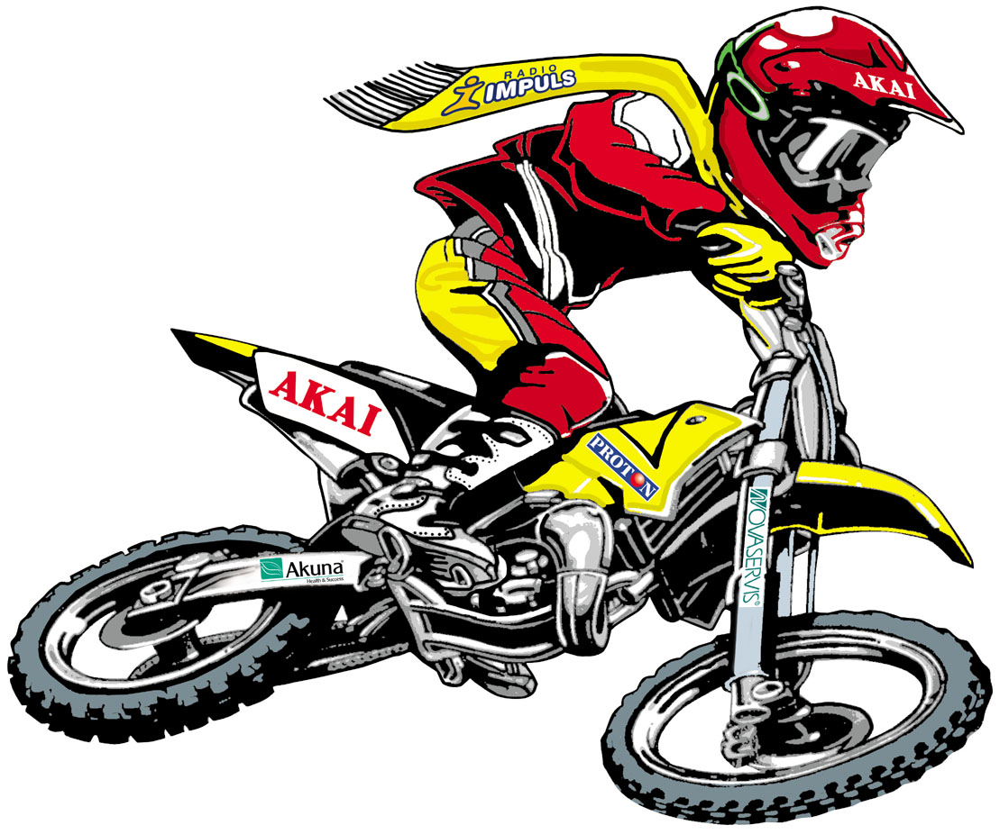 RADIO
IMPULS
AKAI
AKAI
PROTON
NOVASERVIS®
Akuna®
Health & Success